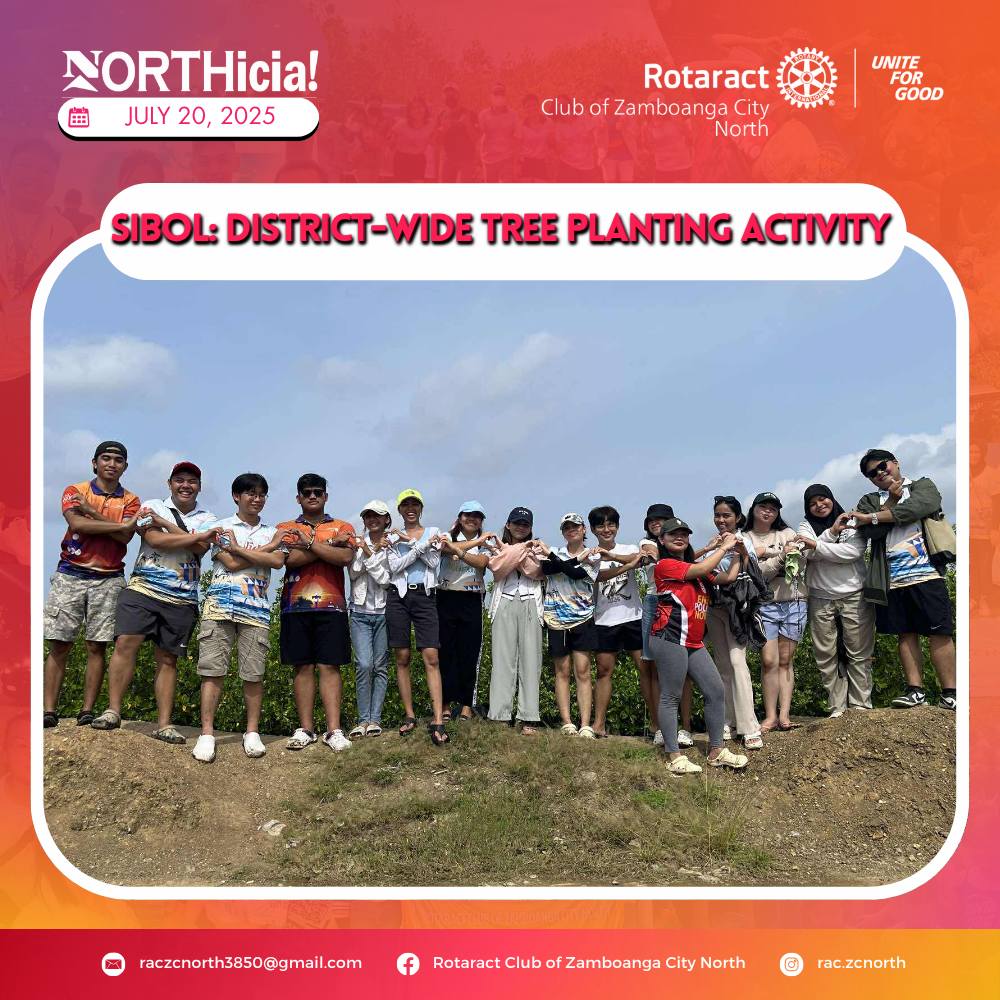 NORTHicia!
JULY 20, 2025
Rotaract
Club of Zamboanga City
North
UNITE
FOR
GOOD
SIBOL: DISTRICT-WIDE TREE PLANTING ACTIVITY
raczcnorth3850@gmail.com
Rotaract Club of Zamboanga City North
rac.zcnorth